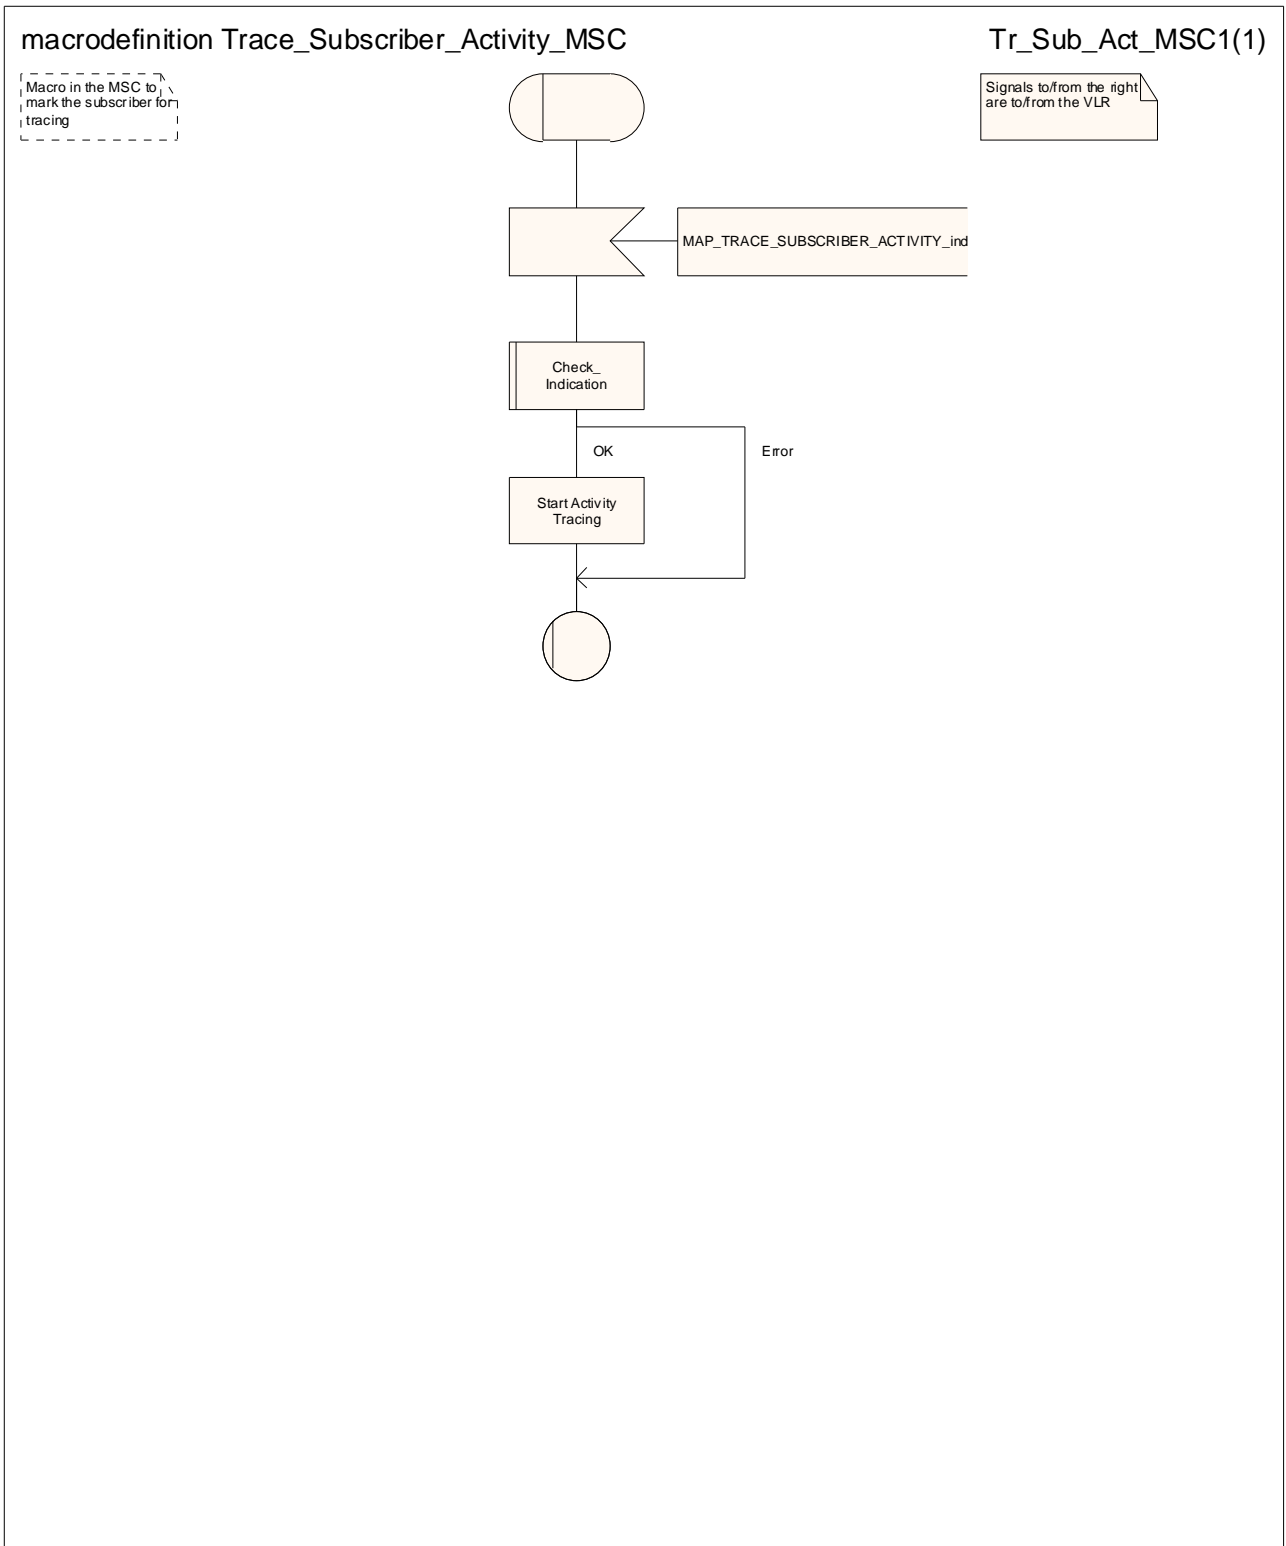 macrodefinition Trace_Subscriber_Activity_MSC
Tr_Sub_Act_MSC1(1)
Macro in the MSC to
mark the subscriber for
tracing
Signals to/from the right
are to/from the VLR
MAP_TRACE_SUBSCRIBER_ACTIVITY_ind
Check_
Indication
OK
Error
Start Activity
Tracing